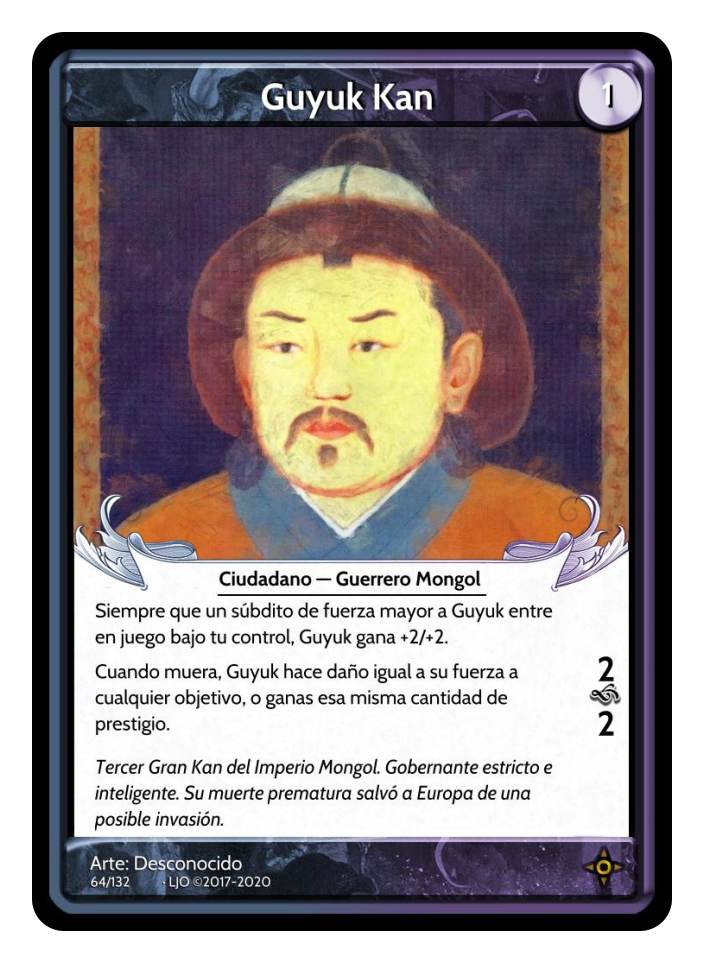 Guyuk Kan
1
Ciudadano — Guerrero Mongol
Siempre que un súbdito de fuerza mayor a Guyuk entre
en juego bajo tu control, Guyuk gana +2/+2.
Cuando muera, Guyuk hace daño igual a su fuerza a
cualquier objetivo, o ganas esa misma cantidad de
prestigio.
2
2
Tercer Gran Kan del Imperio Mongol. Gobernante estricto e
inteligente. Su muerte prematura salvó a Europa de una
posible invasión.
Arte: Desconocido
64/132 · LJO ©2017-2020